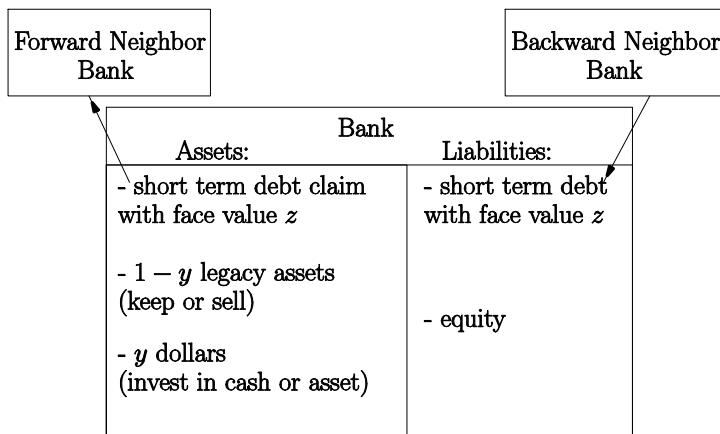 Forward Neighbor
Bank
Backward Neighbor
Bank
Bank
Assets:
Liabilities:
- short term debt claim
with face value z
- 1 − y legacy assets
(keep or sell)
- y dollars
(invest in cash or asset)
- short term debt
with face value z
- equity